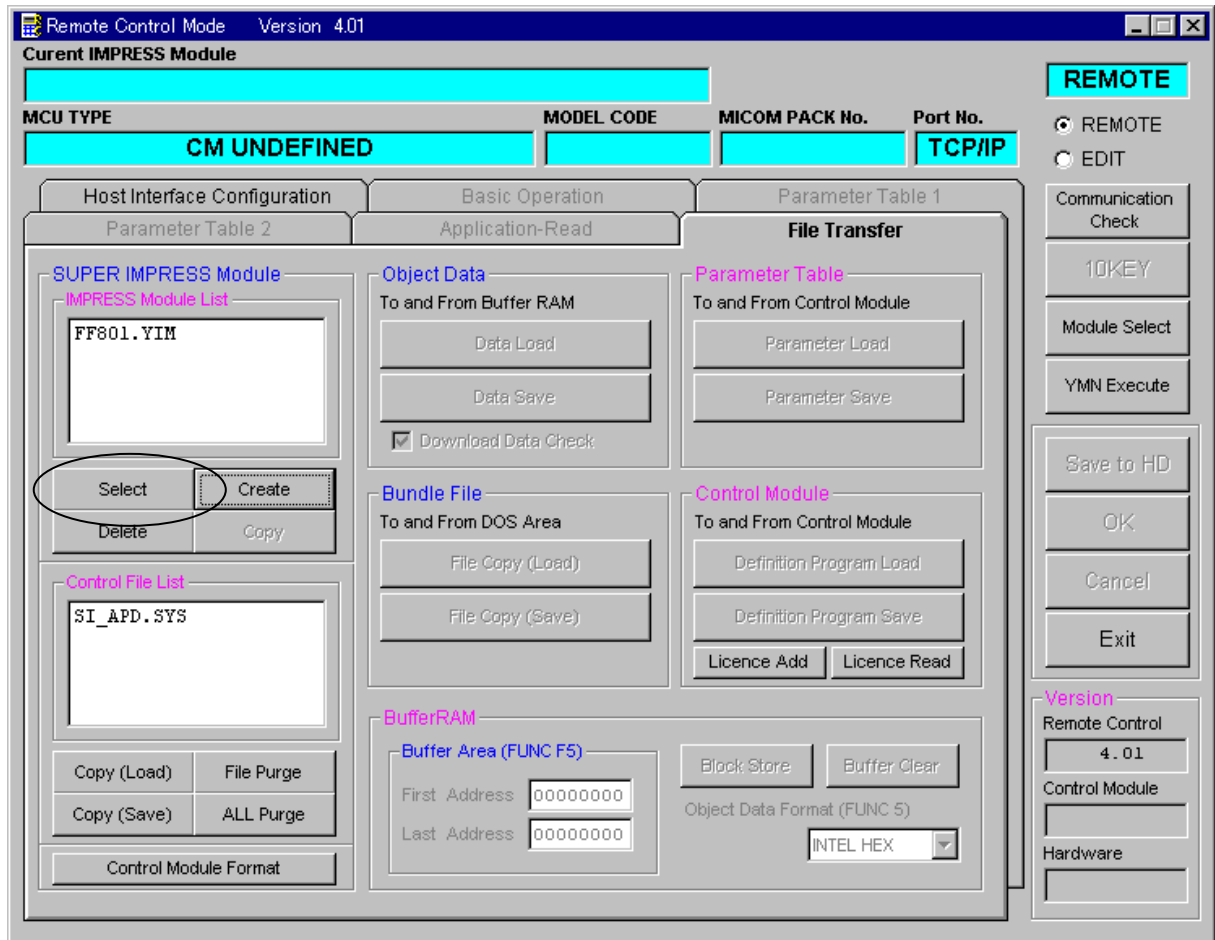 Remote Control Mode Version 4.01
Curent IMPRESS Module
REMOTE
MCU TYPE MODEL CODE MICOM PACK No. Port No.
CM UNDEFINED TCP/IP
REMOTE
EDIT
Host Interface Configuration Basic Operation Parameter Table 1
Parameter Table 2 Application-Read File Transfer
Communication
Check
10KEY
Module Select
YMN Execute
Save to HD
OK
Cancel
Exit
SUPER IMPRESS Module
IMPRESS Module List
FF801.YIM
Select Create
Delete Copy
Control File List
SI_APD.SYS
Copy (Load) File Purge
Copy (Save) ALL Purge
Control Module Format
Object Data
To and From Buffer RAM
Data Load
Data Save
Download Data Check
Parameter Table
To and From Control Module
Parameter Load
Parameter Save
Bundle File
To and From DOS Area
File Copy (Load)
File Copy (Save)
Control Module
To and From Control Module
Definition Program Load
Definition Program Save
Licence Add Licence Read
BufferRAM
Buffer Area (FUNC F5)
First Address 00000000
Last Address 00000000
Block Store Buffer Clear
Object Data Format (FUNC 5)
INTEL HEX
Version
Remote Control
4.01
Control Module
Hardware